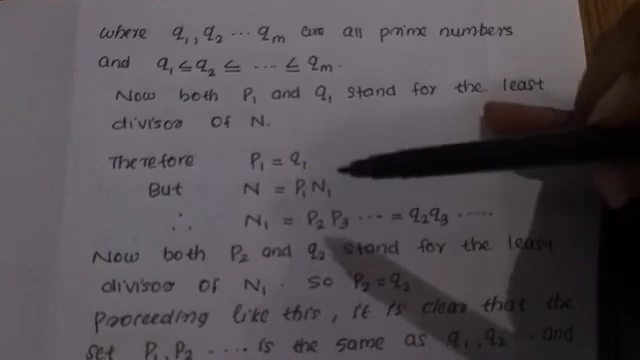 where q₁, q₂ ... qₘ are all prime numbers
and q₁ ≤ q₂ ≤ ... ≤ qₘ.
Now both P₁ and q₁ stand for the least
divisor of N.
Therefore P₁ = q₁
But N = P₁N₁
∴ N₁ = P₂ P₃ ... = q₂q₃ .....
Now both P₂ and q₂ stand for the least
divisor of N₁. So P₂ = q₂
Proceeding like this, it is clear that the
set P₁, P₂ .... is the same as q₁, q₂ ... and